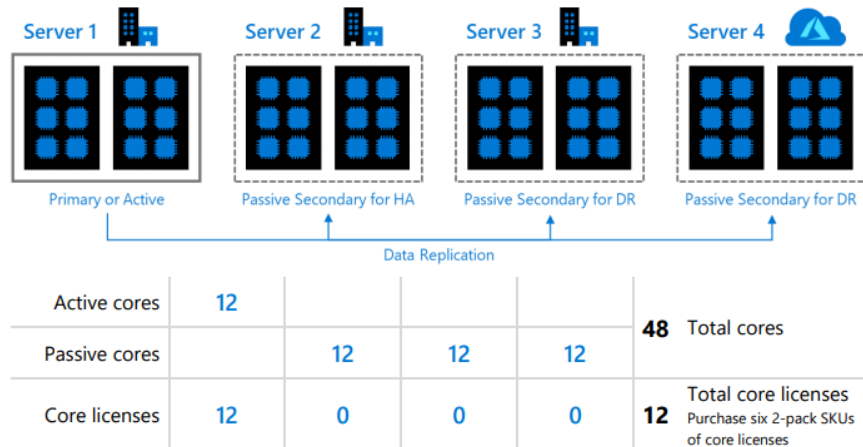 Server 1
Server 2
Server 3
Server 4
Primary or Active
Passive Secondary for HA
Passive Secondary for DR
Passive Secondary for DR
Data Replication
Active cores 12
48 Total cores
Passive cores 12 12 12
Core licenses 12 0 0 0 12 Total core licenses
Purchase six 2-pack SKUs
of core licenses